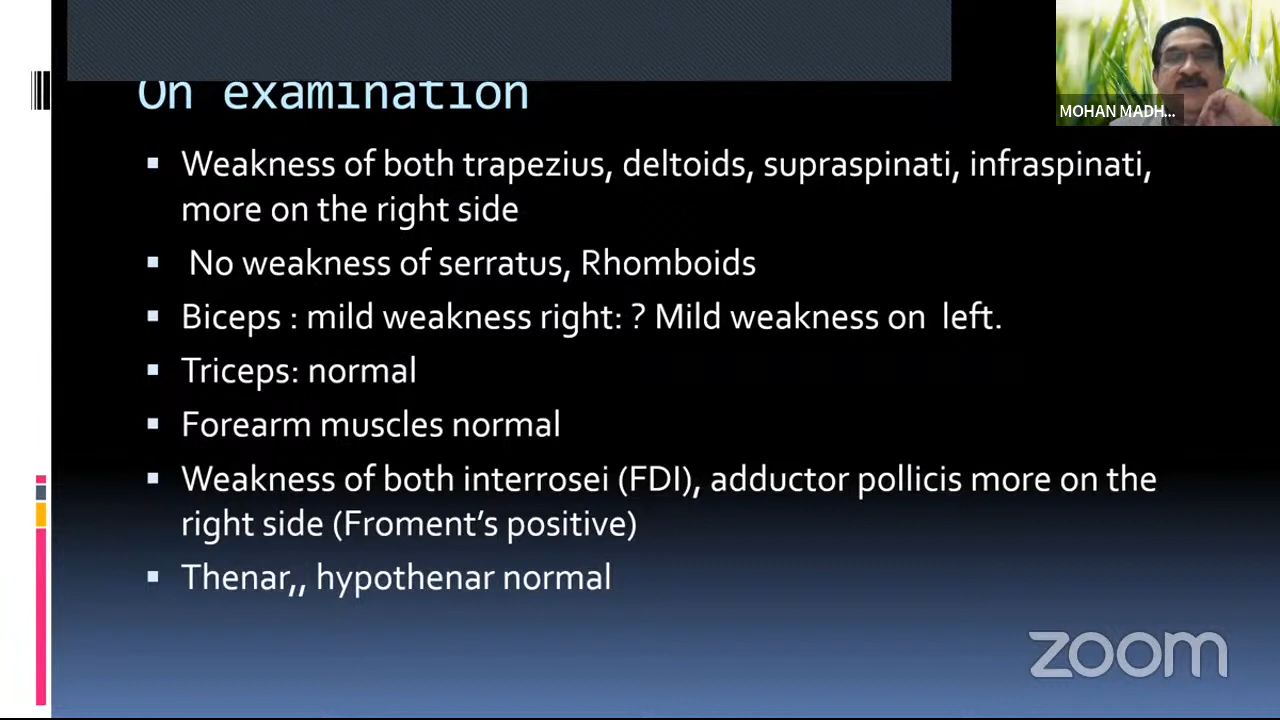 On examination
MOHAN MADH...
▪ Weakness of both trapezius, deltoids, supraspinati, infraspinati,
more on the right side
▪ No weakness of serratus, Rhomboids
▪ Biceps : mild weakness right: ? Mild weakness on left.
▪ Triceps: normal
▪ Forearm muscles normal
▪ Weakness of both interrosei (FDI), adductor pollicis more on the
right side (Froment’s positive)
▪ Thenar,, hypothenar normal
zoom